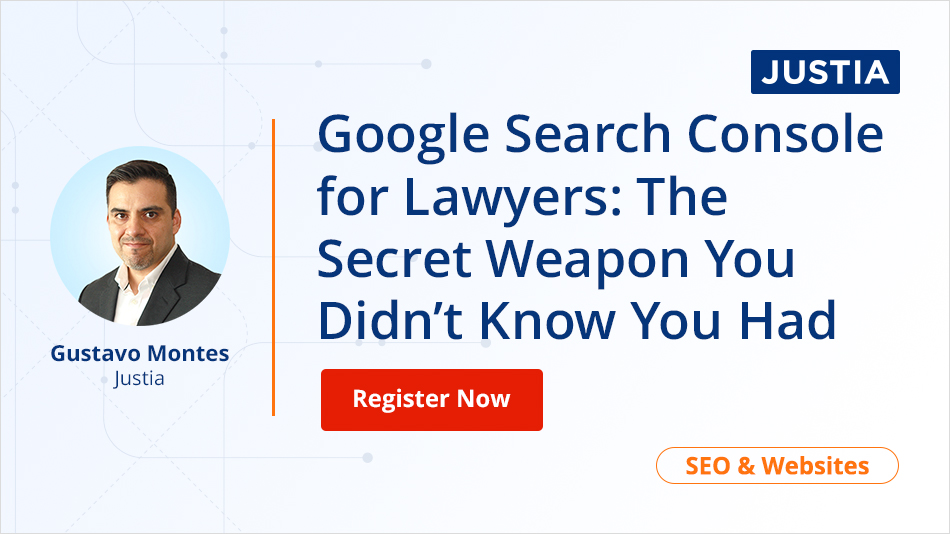 JUSTIA
Google Search Console
for Lawyers: The
Secret Weapon You
Didn’t Know You Had
Gustavo Montes
Justia
Register Now
SEO & Websites